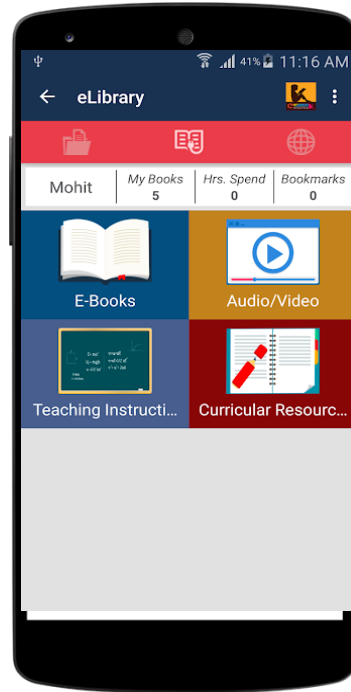 41% 11:16 AM
eLibrary
Mohit
My Books
5
Hrs. Spend
0
Bookmarks
0
E-Books
Audio/Video
Teaching Instructi...
Curricular Resourc...